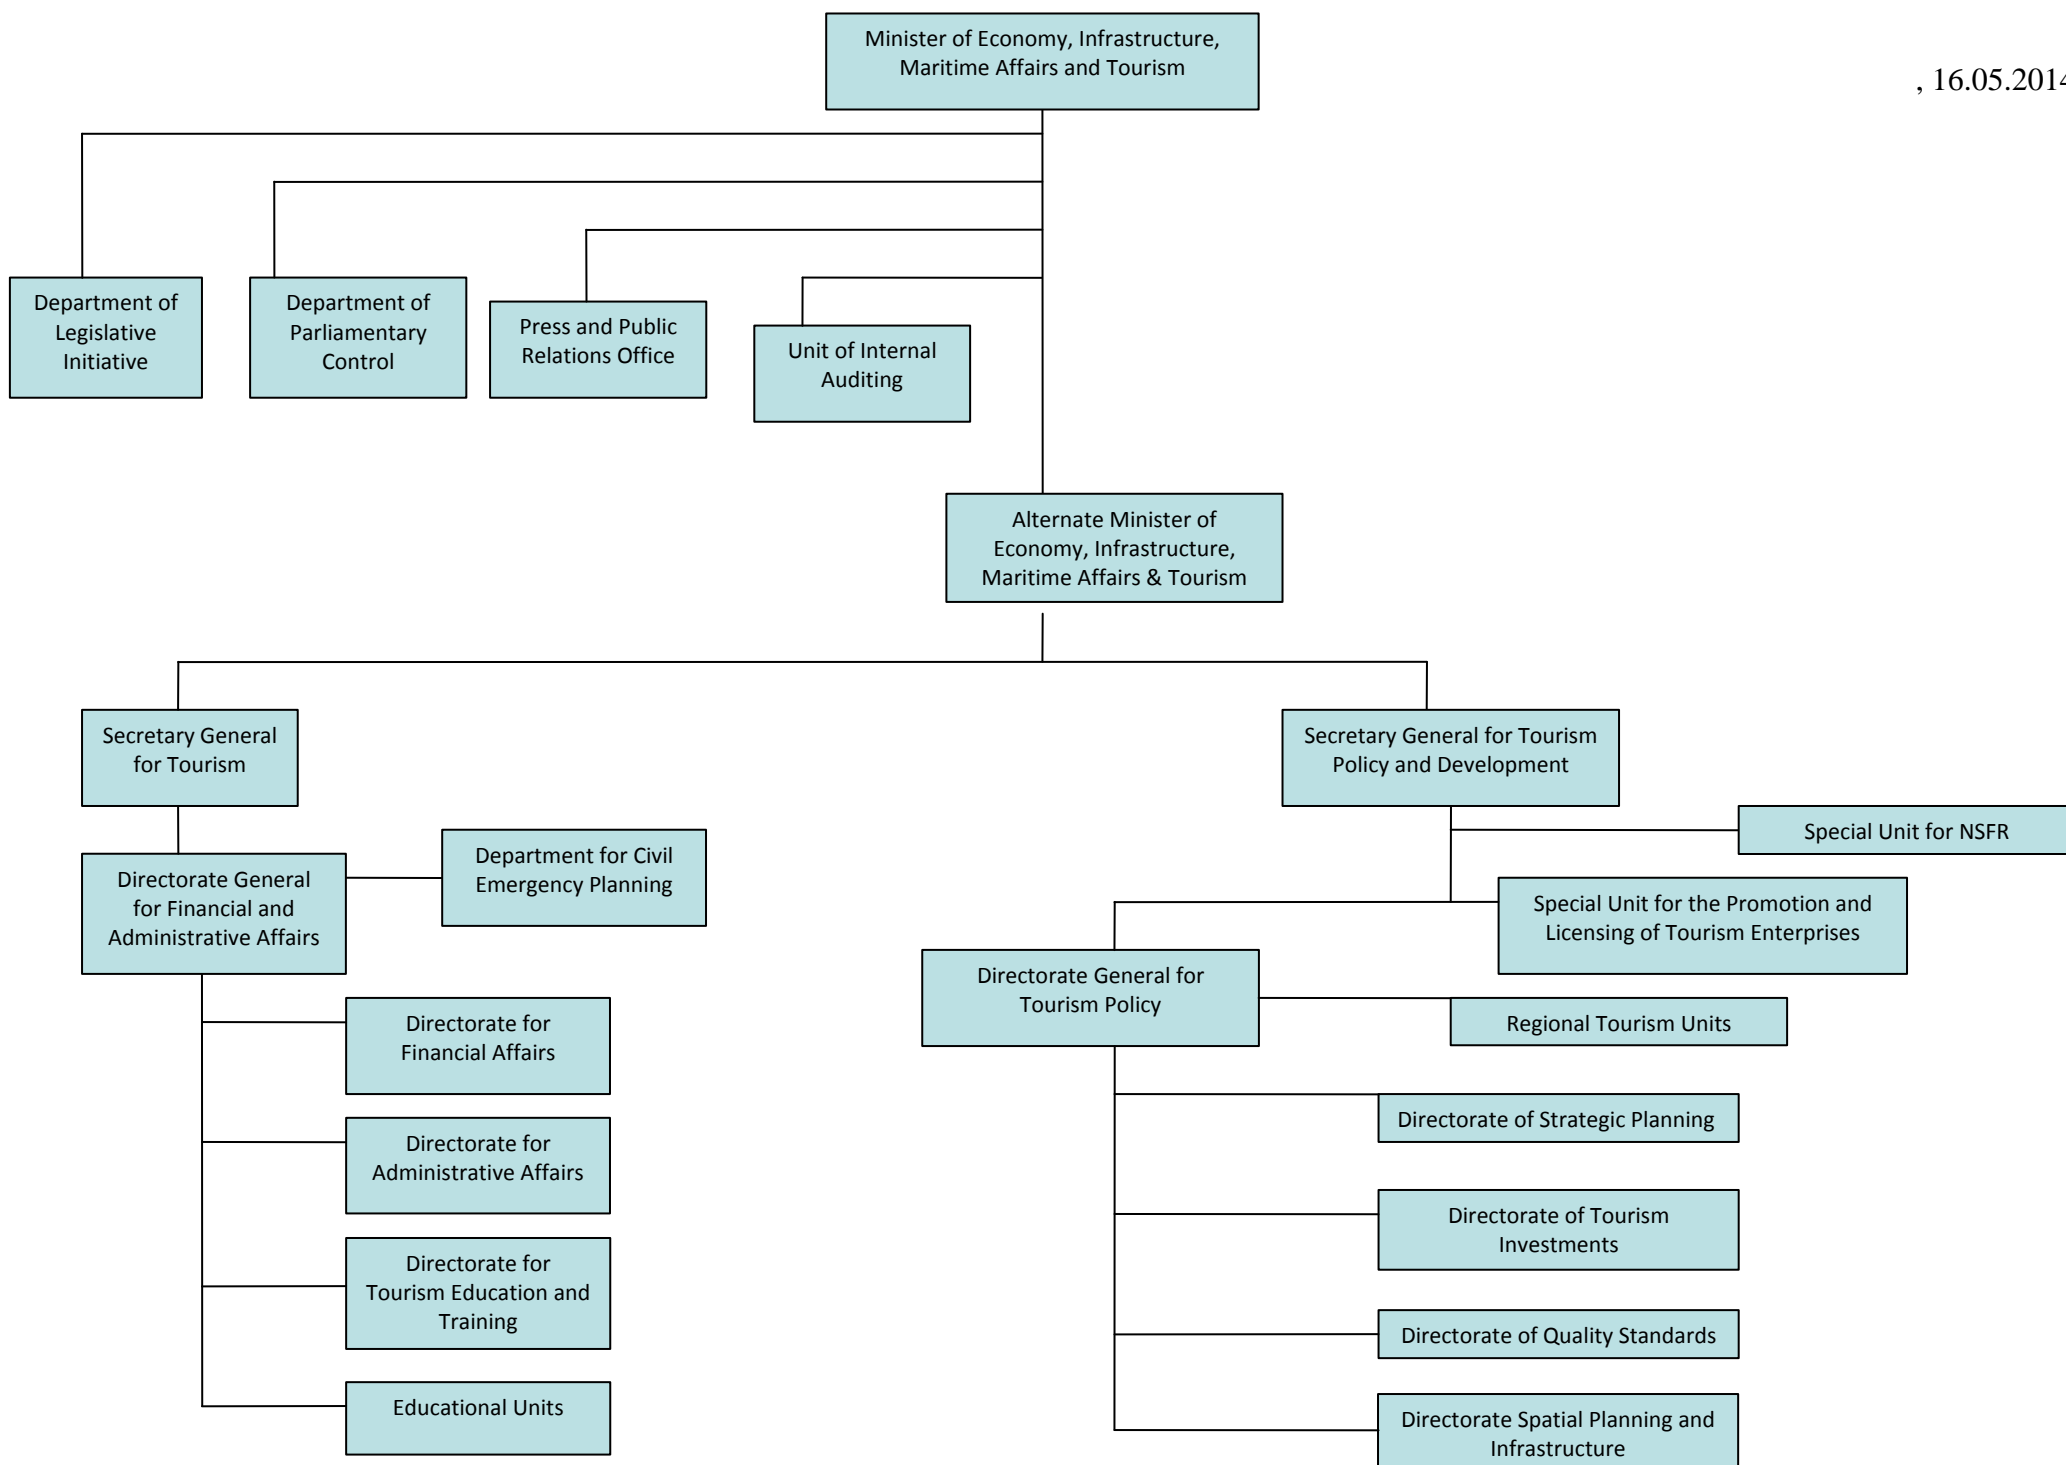 Minister of Economy, Infrastructure,
Maritime Affairs and Tourism
, 16.05.2014
Department of
Legislative
Initiative
Department of
Parliamentary
Control
Press and Public
Relations Office
Unit of Internal
Auditing
Alternate Minister of
Economy, Infrastructure,
Maritime Affairs & Tourism
Secretary General
for Tourism
Secretary General for Tourism
Policy and Development
Special Unit for NSFR
Department for Civil
Emergency Planning
Directorate General
for Financial and
Administrative Affairs
Special Unit for the Promotion and
Licensing of Tourism Enterprises
Directorate General for
Tourism Policy
Regional Tourism Units
Directorate for
Financial Affairs
Directorate for
Administrative Affairs
Directorate for
Tourism Education and
Training
Educational Units
Directorate of Strategic Planning
Directorate of Tourism
Investments
Directorate of Quality Standards
Directorate Spatial Planning and
Infrastructure